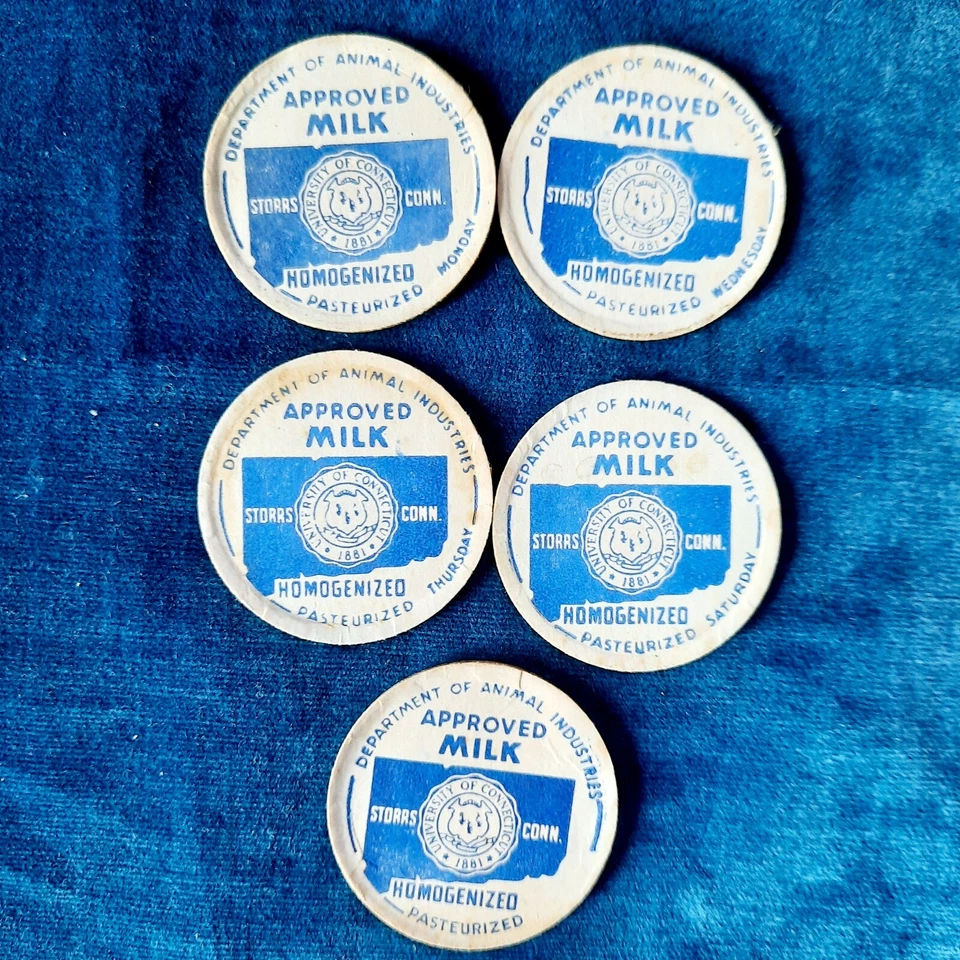 DEPARTMENT OF ANIMAL INDUSTRIES
APPROVED
MILK
UNIVERSITY OF CONNECTICUT
STORRS CONN.
★ 1881 ★
HOMOGENIZED
PASTEURIZED MONDAY
DEPARTMENT OF ANIMAL INDUSTRIES
APPROVED
MILK
UNIVERSITY OF CONNECTICUT
STORRS CONN.
★ 1881 ★
HOMOGENIZED
PASTEURIZED WEDNESDAY
DEPARTMENT OF ANIMAL INDUSTRIES
APPROVED
MILK
UNIVERSITY OF CONNECTICUT
STORRS CONN.
★ 1881 ★
HOMOGENIZED
PASTEURIZED THURSDAY
DEPARTMENT OF ANIMAL INDUSTRIES
APPROVED
MILK
UNIVERSITY OF CONNECTICUT
STORRS CONN.
★ 1881 ★
HOMOGENIZED
PASTEURIZED SATURDAY
DEPARTMENT OF ANIMAL INDUSTRIES
APPROVED
MILK
UNIVERSITY OF CONNECTICUT
STORRS CONN.
★ 1881 ★
HOMOGENIZED
PASTEURIZED